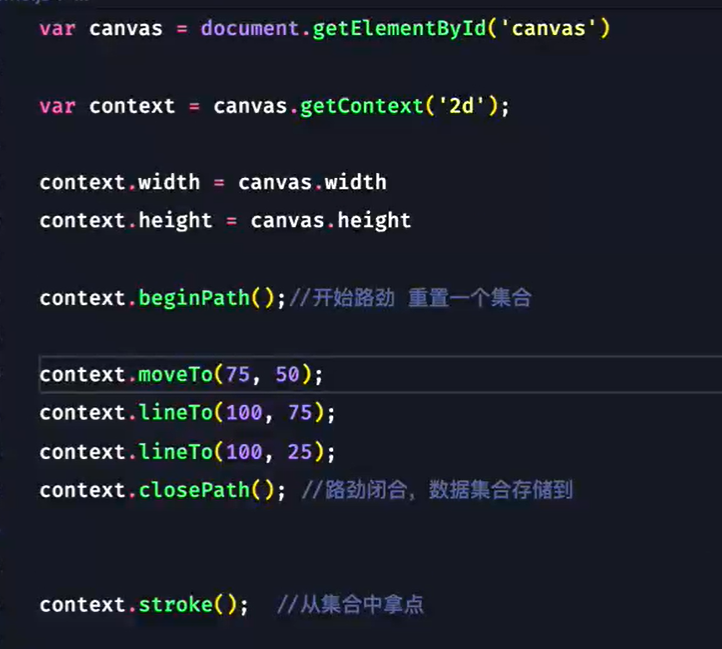 var canvas = document.getElementById('canvas')
var context = canvas.getContext('2d');
context.width = canvas.width
context.height = canvas.height
context.beginPath();//开始路劲 重置一个集合
context.moveTo(75, 50);
context.lineTo(100, 75);
context.lineTo(100, 25);
context.closePath(); //路劲闭合，数据集合存储到
context.stroke();  //从集合中拿点